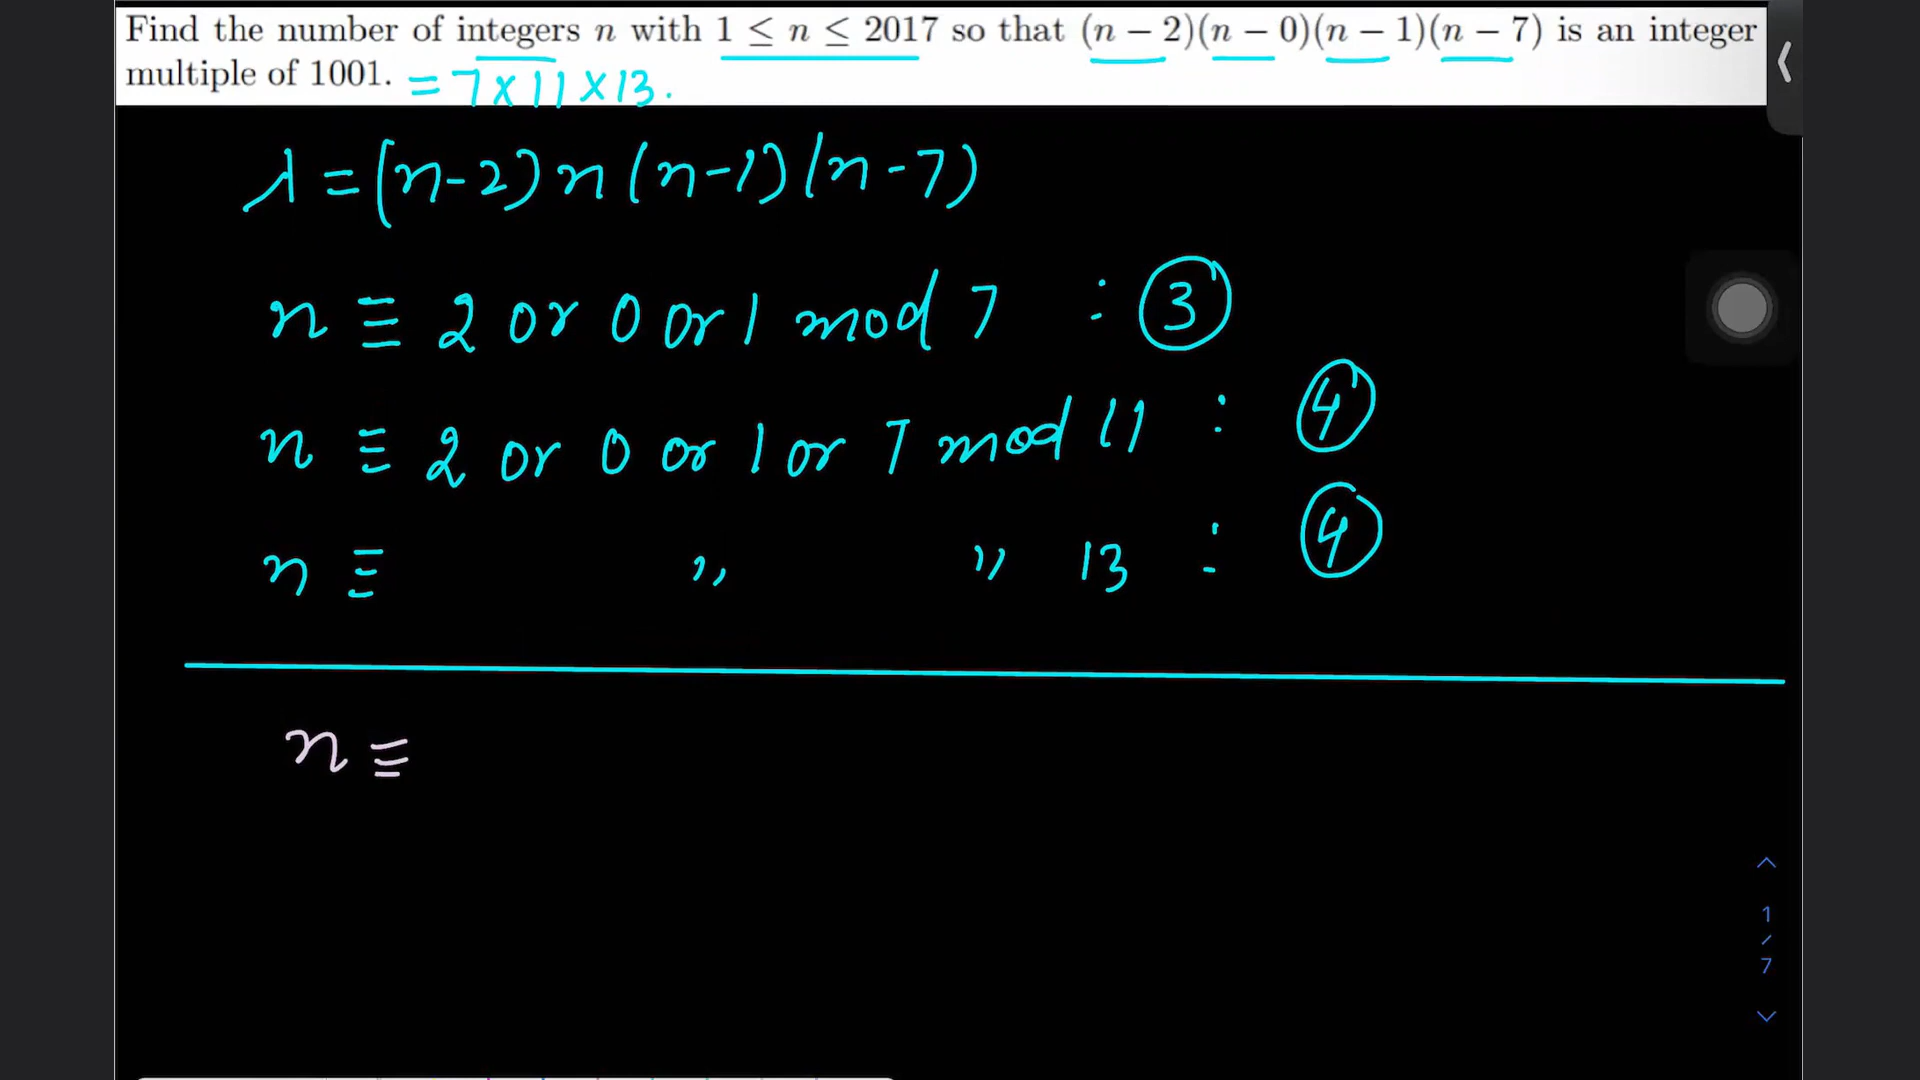 Find the number of integers n with 1 ≤ n ≤ 2017 so that (n − 2)(n − 0)(n − 1)(n − 7) is an integer
multiple of 1001. = 7 × 11 × 13.
λ = (n-2) n (n-1) (n-7)
n ≡ 2 or 0 or 1 mod 7 : 3
n ≡ 2 or 0 or 1 or 7 mod 11 : 4
n ≡ " " 13 : 4
n ≡
1
/
7